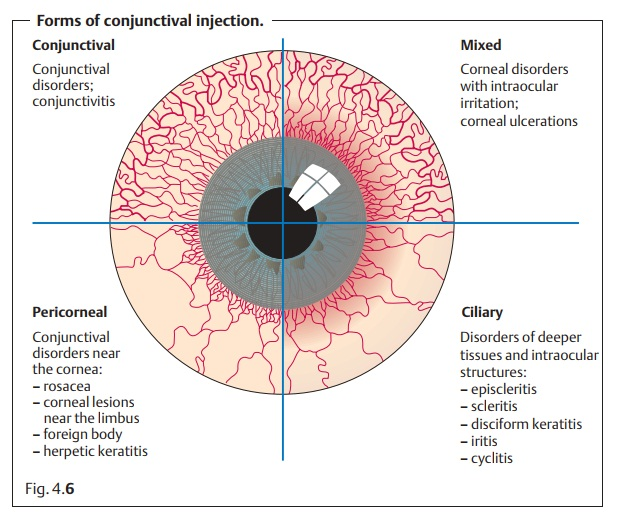 Forms of conjunctival injection.
Conjunctival
Conjunctival
disorders;
conjunctivitis
Mixed
Corneal disorders
with intraocular
irritation;
corneal ulcerations
Pericorneal
Conjunctival
disorders near
the cornea:
– rosacea
– corneal lesions
near the limbus
– foreign body
– herpetic keratitis
Ciliary
Disorders of deeper
tissues and intraocular
structures:
– episcleritis
– scleritis
– disciform keratitis
– iritis
– cyclitis
Fig. 4.6